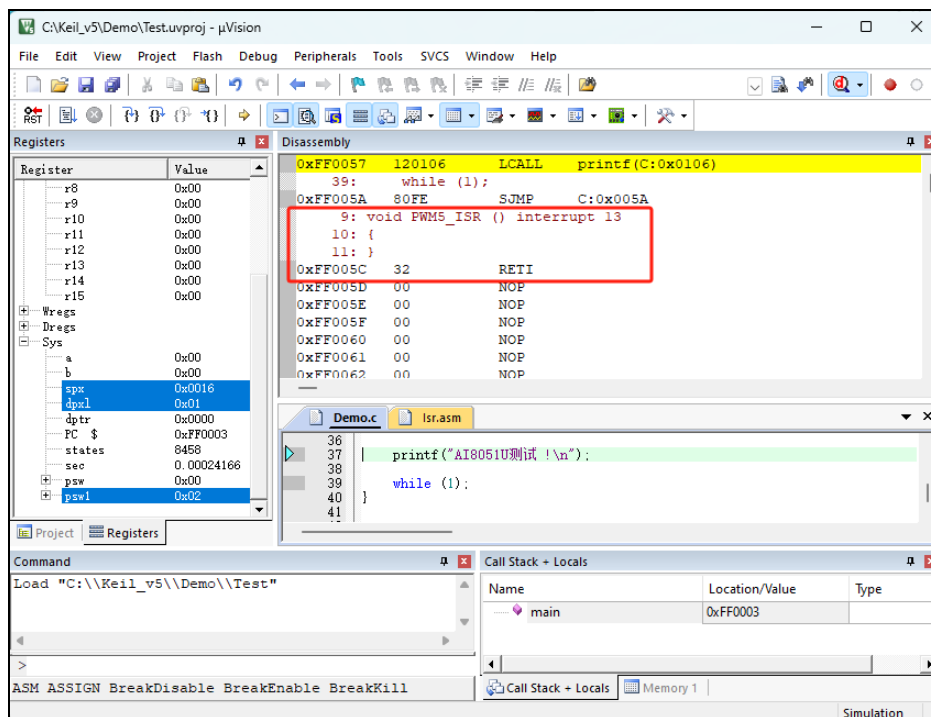 C:\Keil_v5\Demo\Test.uvproj - µVision
File Edit View Project Flash Debug Peripherals Tools SVCS Window Help
RST
Registers
Register Value
r8 0x00
r9 0x00
r10 0x00
r11 0x00
r12 0x00
r13 0x00
r14 0x00
r15 0x00
Wregs
Dregs
Sys
a 0x00
b 0x00
spx 0x0016
dpxl 0x01
dptr 0x0000
PC $ 0xFF0003
states 8458
sec 0.00024166
psw 0x00
psw1 0x02
Project Registers
Disassembly
0xFF0057 120106 LCALL printf(C:0x0106)
39: while (1);
0xFF005A 80FE SJMP C:0x005A
9: void PWM5_ISR () interrupt 13
10: {
11: }
0xFF005C 32 RETI
0xFF005D 00 NOP
0xFF005E 00 NOP
0xFF005F 00 NOP
0xFF0060 00 NOP
0xFF0061 00 NOP
0xFF0062 00 NOP
Demo.c Isr.asm
36
37 printf("AI8051U测试 !\n");
38
39 while (1);
40 }
41
Command
Load "C:\\Keil_v5\\Demo\\Test"
>
ASM ASSIGN BreakDisable BreakEnable BreakKill
Call Stack + Locals
Name Location/Value Type
main 0xFF0003
Call Stack + Locals Memory 1
Simulation